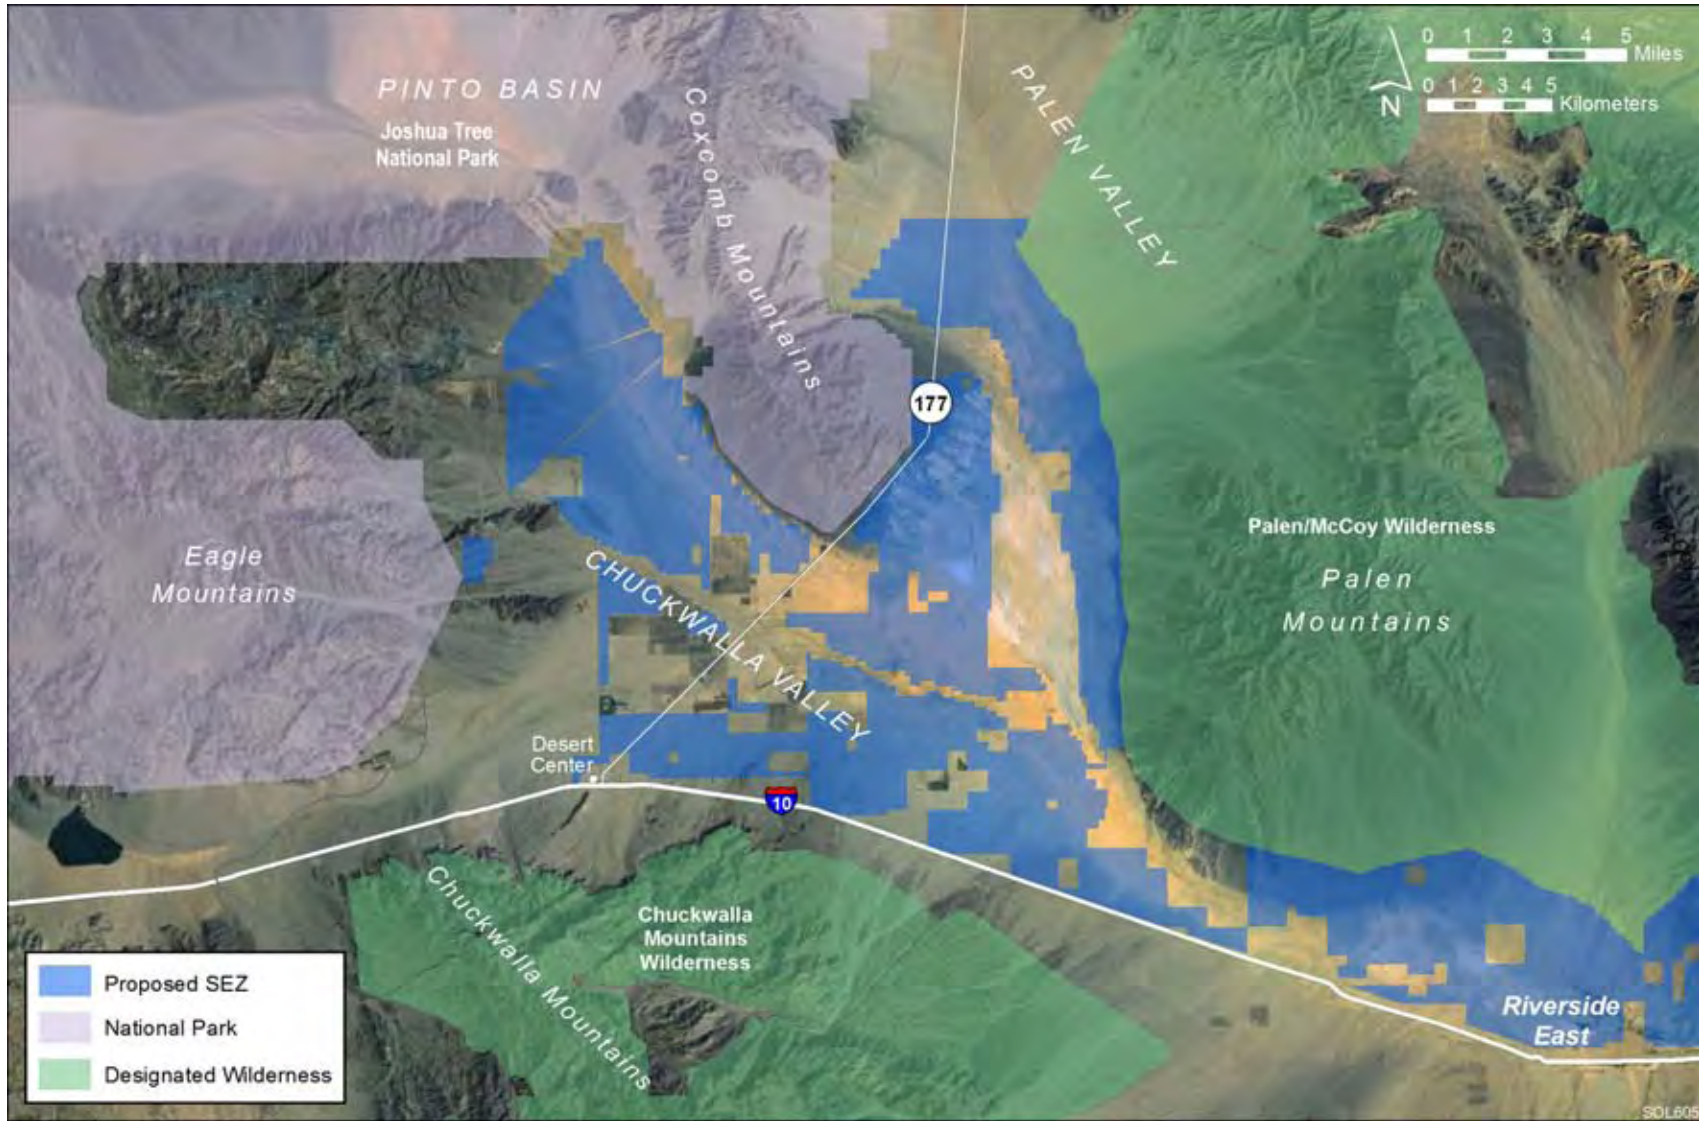 0 1 2 3 4 5
Miles
0 1 2 3 4 5
Kilometers
N
PINTO BASIN
Joshua Tree
National Park
Coxcomb Mountains
PALEN VALLEY
177
Eagle
Mountains
CHUCKWALLA VALLEY
Palen/McCoy Wilderness
Palen
Mountains
Desert
Center
10
Chuckwalla Mountains
Chuckwalla
Mountains
Wilderness
Riverside
East
Proposed SEZ
National Park
Designated Wilderness
SOL605